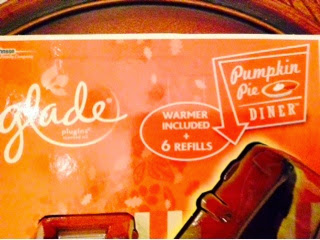 glade
plugins
WARMER
INCLUDED
+
6 REFILLS
Pumpkin
Pie
DINER